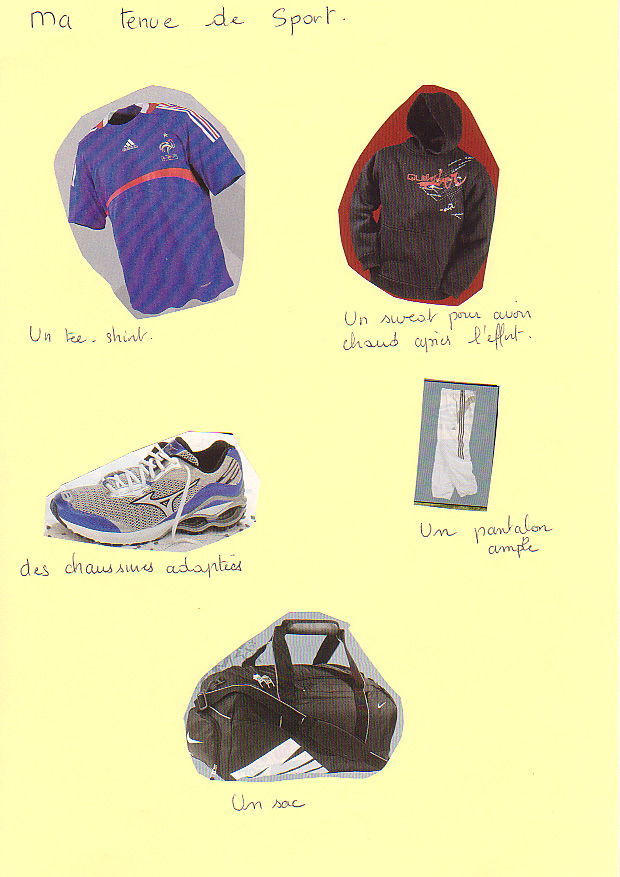 Ma tenue de Sport.
Un tee-shirt.
Un sweat pour avoir
chaud après l'effort.
des chaussures adaptées
Un pantalon
ample
Un sac